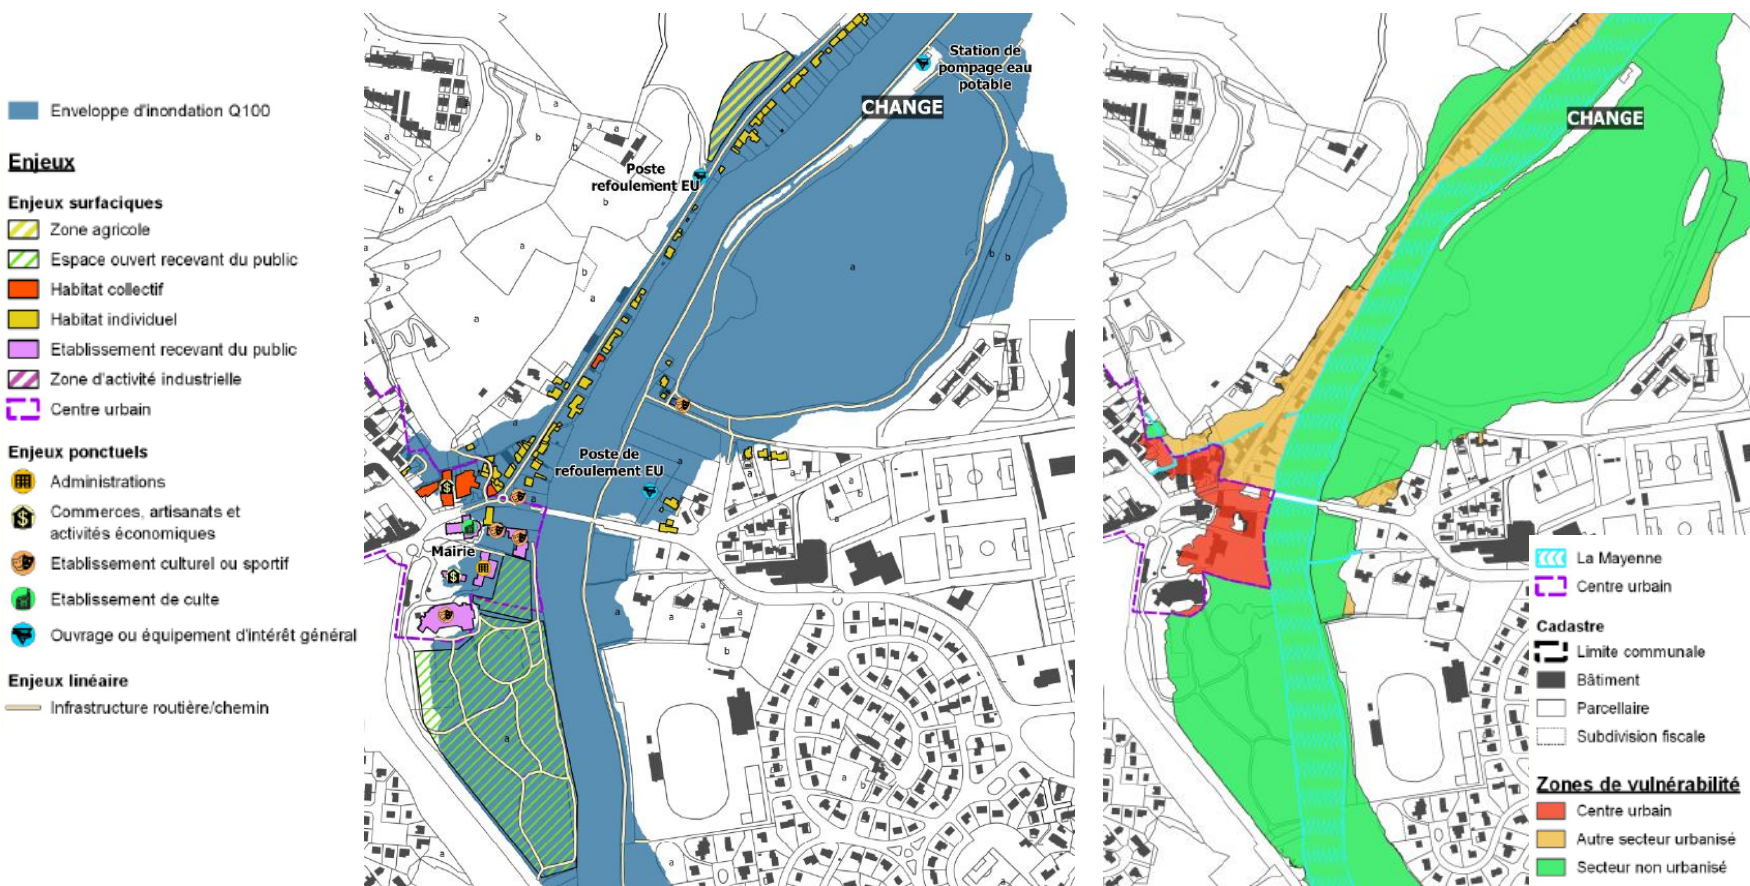 Enveloppe d'inondation Q100
Enjeux
Enjeux surfaciques
Zone agricole
Espace ouvert recevant du public
Habitat collectif
Habitat individuel
Etablissement recevant du public
Zone d'activité industrielle
Centre urbain
Enjeux ponctuels
Administrations
Commerces, artisanats et
activités économiques
Etablissement culturel ou sportif
Etablissement de culte
Ouvrage ou équipement d'intérêt général
Enjeux linéaire
Infrastructure routière/chemin
Station de
pompage eau
potable
CHANGE
Poste
refoulement EU
Poste de
refoulement EU
Mairie
CHANGE
La Mayenne
Centre urbain
Cadastre
Limite communale
Bâtiment
Parcellaire
Subdivision fiscale
Zones de vulnérabilité
Centre urbain
Autre secteur urbanisé
Secteur non urbanisé